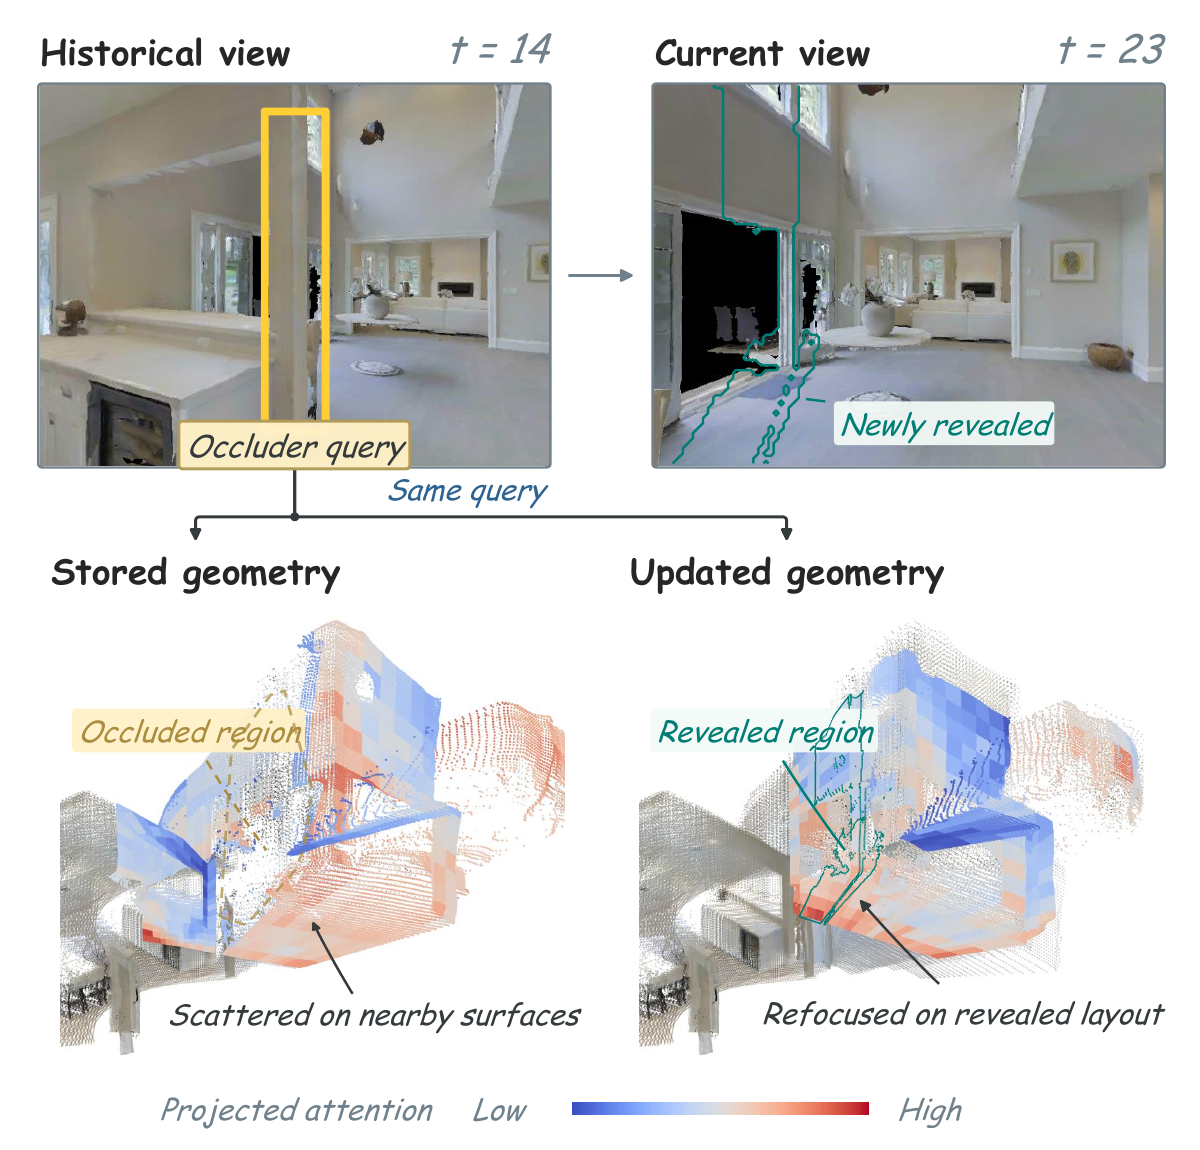 Historical view
t = 14
Current view
t = 23
Occluder query
Newly revealed
Same query
Stored geometry
Updated geometry
Occluded region
Revealed region
Scattered on nearby surfaces
Refocused on revealed layout
Projected attention
Low
High